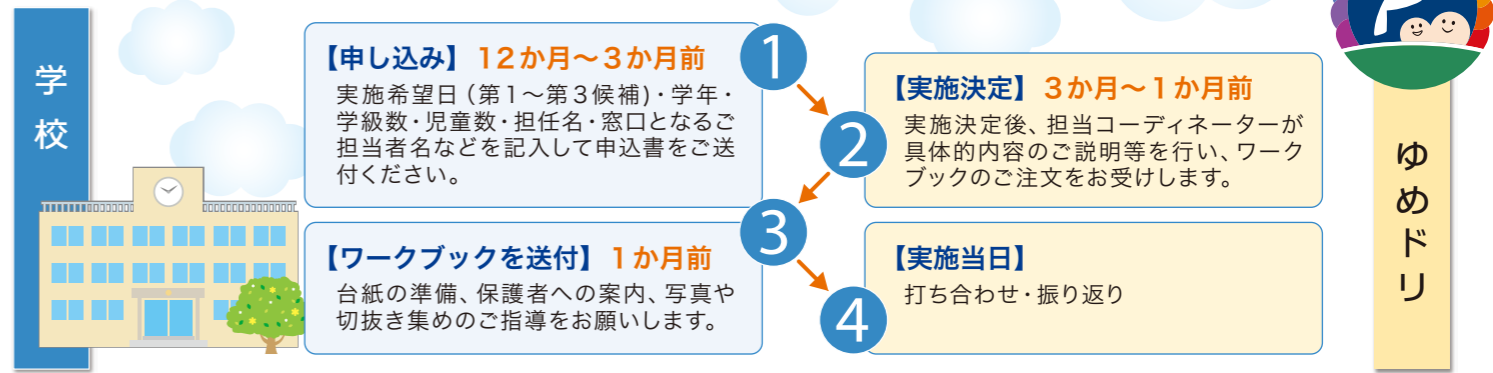 学校
1
【申し込み】 12か月〜3か月前
実施希望日（第1〜第3候補)・学年・
学級数・児童数・担任名・窓口となるご
担当者名などを記入して申込書をご送
付ください。
2
【実施決定】 3か月〜1か月前
実施決定後、担当コーディネーターが
具体的内容のご説明等を行い、ワーク
ブックのご注文をお受けします。
3
【ワークブックを送付】 1か月前
台紙の準備、保護者への案内、写真や
切抜き集めのご指導をお願いします。
4
【実施当日】
打ち合わせ・振り返り
ゆめドリ